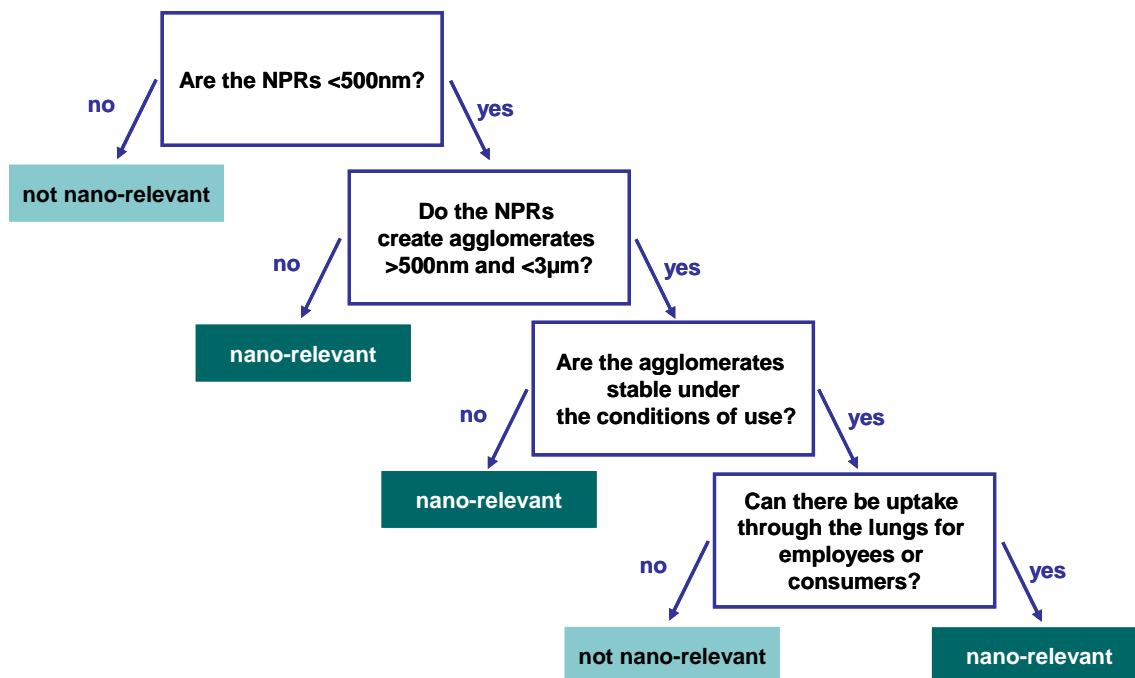 Are the NPRs <500nm?
no
yes
not nano-relevant
Do the NPRs
create agglomerates
>500nm and <3µm?
no
yes
nano-relevant
Are the agglomerates
stable under
the conditions of use?
no
yes
nano-relevant
Can there be uptake
through the lungs for
employees or
consumers?
no
yes
not nano-relevant
nano-relevant